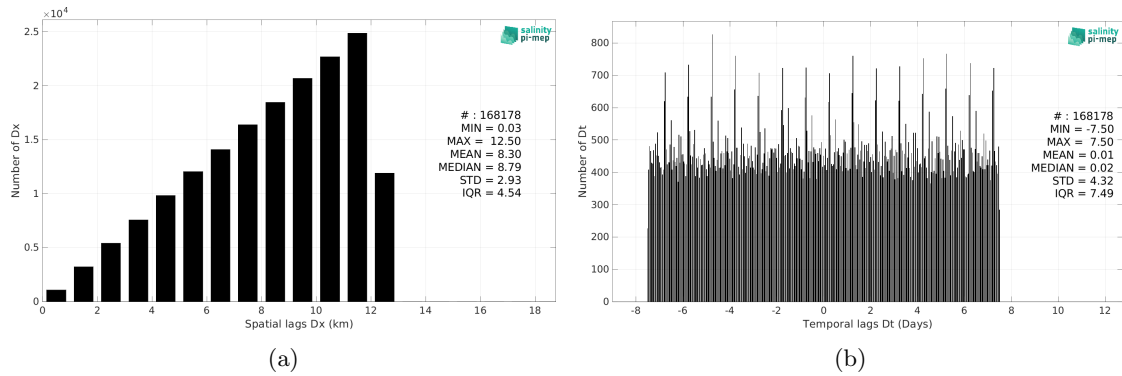 ×10⁴
2.5
2
1.5
1
0.5
0
Number of Dx
salinity
pi-mep
# : 168178
MIN = 0.03
MAX = 12.50
MEAN = 8.30
MEDIAN = 8.79
STD = 2.93
IQR = 4.54
0 2 4 6 8 10 12 14 16 18
Spatial lags Dx (km)
(a)
800
700
600
500
400
300
200
100
0
Number of Dt
salinity
pi-mep
# : 168178
MIN = -7.50
MAX = 7.50
MEAN = 0.01
MEDIAN = 0.02
STD = 4.32
IQR = 7.49
-8 -6 -4 -2 0 2 4 6 8 10 12
Temporal lags Dt (Days)
(b)